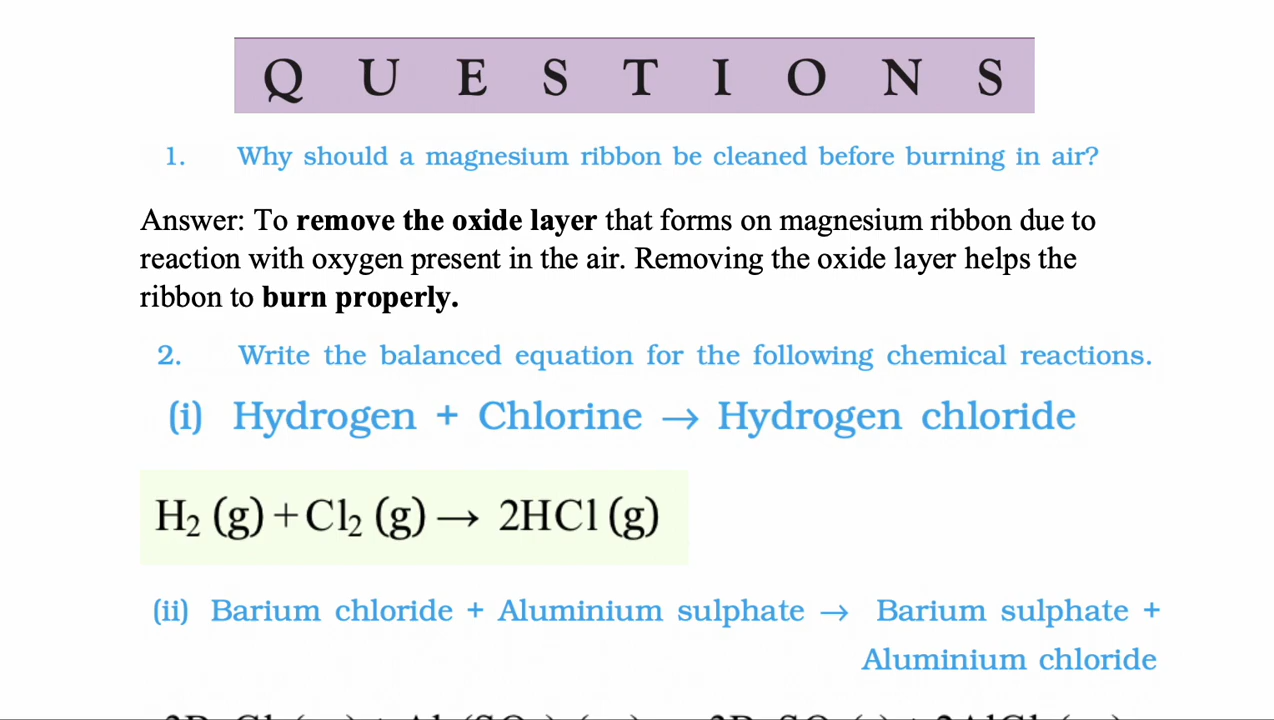 QUESTIONS
1. Why should a magnesium ribbon be cleaned before burning in air?
Answer: To remove the oxide layer that forms on magnesium ribbon due to
reaction with oxygen present in the air. Removing the oxide layer helps the
ribbon to burn properly.
2. Write the balanced equation for the following chemical reactions.
(i) Hydrogen + Chlorine → Hydrogen chloride
H₂ (g) + Cl₂ (g) → 2HCl (g)
(ii) Barium chloride + Aluminium sulphate → Barium sulphate +
Aluminium chloride